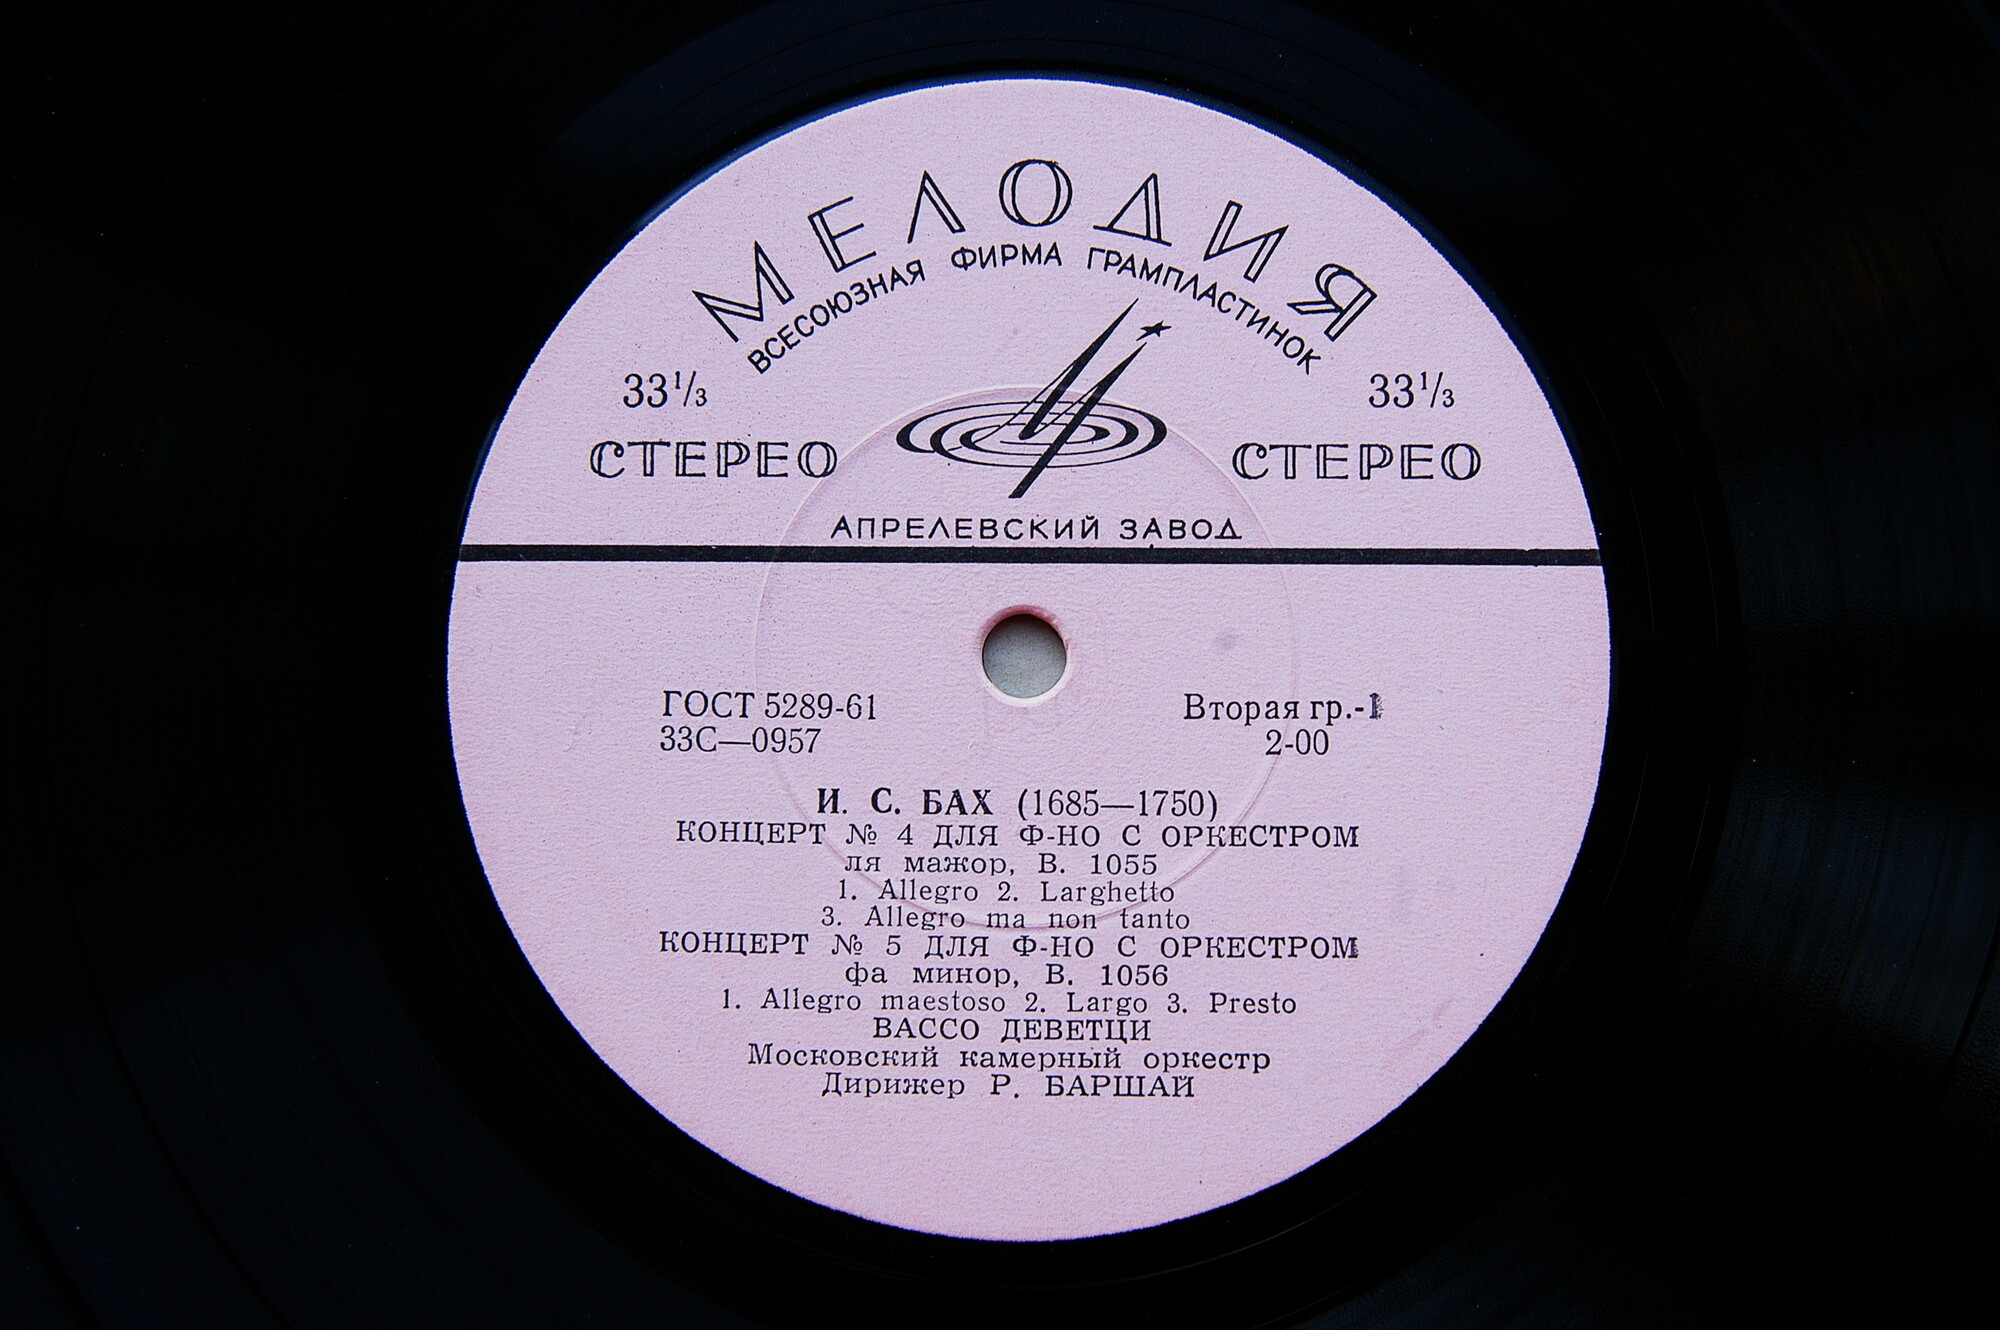 МЕЛОДИЯ
ВСЕСОЮЗНАЯ ФИРМА ГРАМПЛАСТИНОК
33⅓ 33⅓
СТЕРЕО СТЕРЕО
АПРЕЛЕВСКИЙ ЗАВОД
ГОСТ 5289-61 Вторая гр.-1
33С—0957 2-00
И. С. БАХ (1685—1750)
КОНЦЕРТ № 4 ДЛЯ Ф-НО С ОРКЕСТРОМ
ля мажор, В. 1055
1. Allegro 2. Larghetto
3. Allegro ma non tanto
КОНЦЕРТ № 5 ДЛЯ Ф-НО С ОРКЕСТРОМ
фа минор, В. 1056
1. Allegro maestoso 2. Largo 3. Presto
ВАССО ДЕВЕТЦИ
Московский камерный оркестр
Дирижер Р. БАРШАЙ